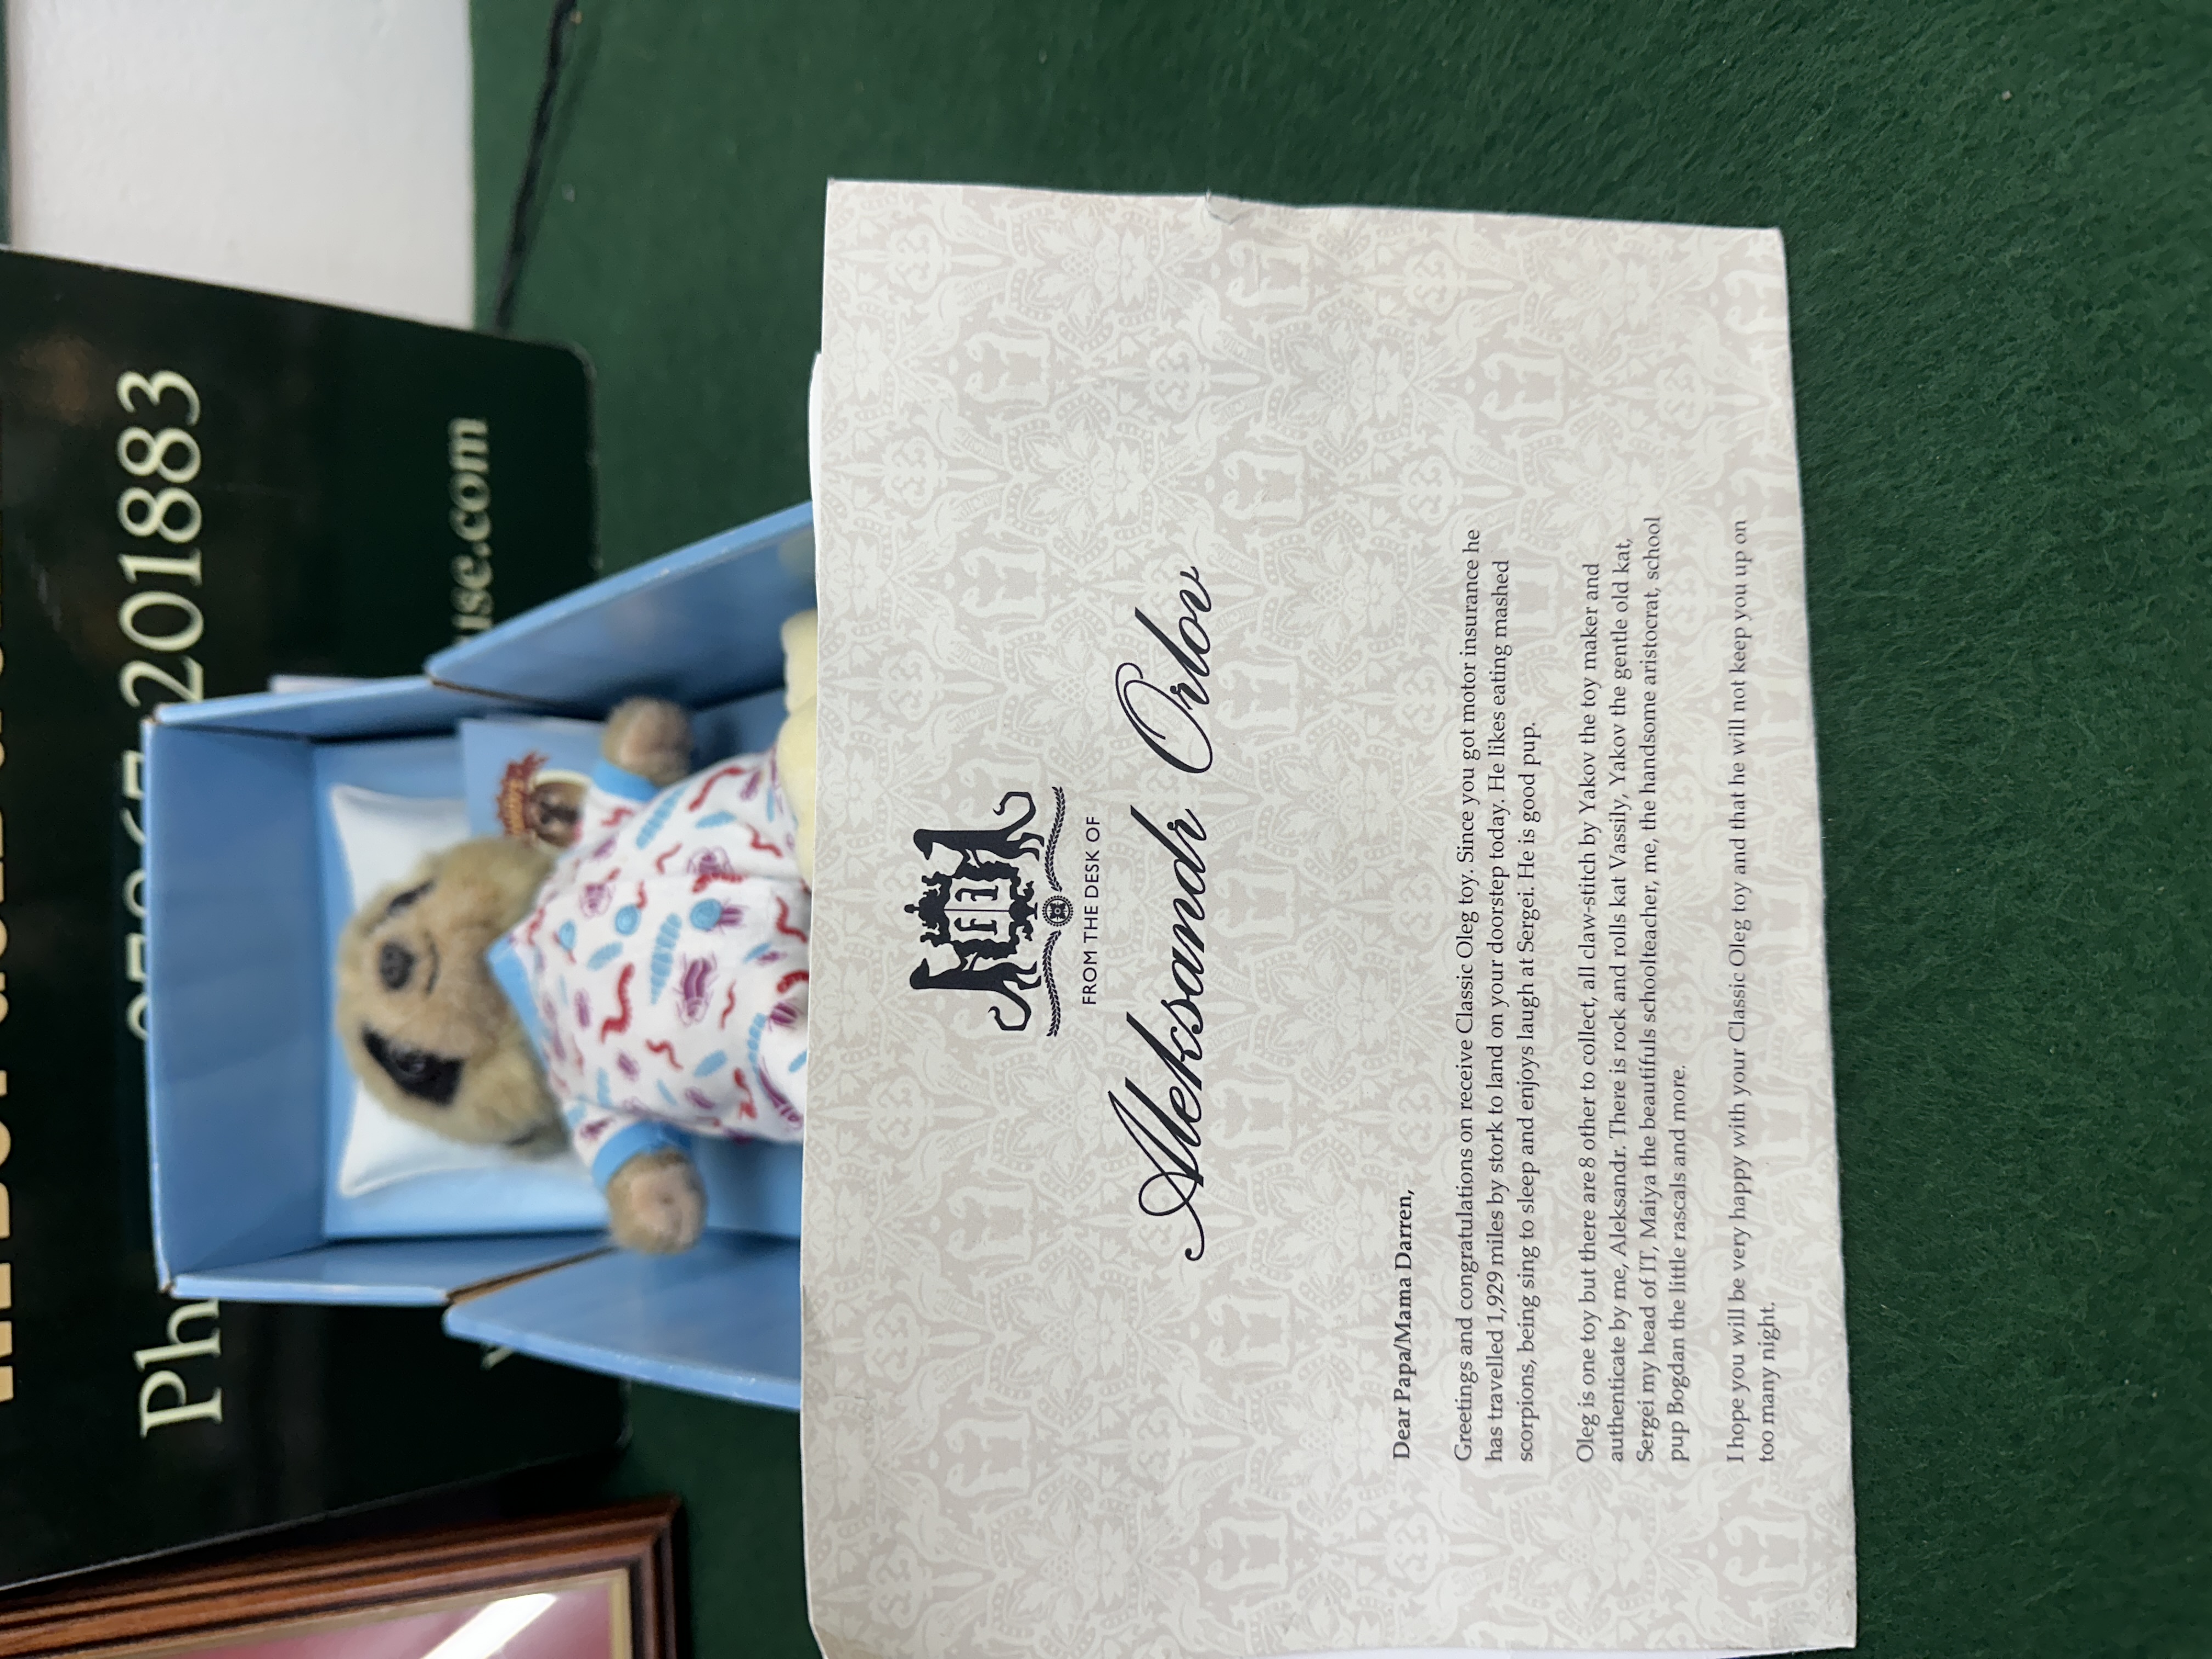 FROM THE DESK OF
Aleksandr Orlov
Dear Papa/Mama Darren,
Greetings and congratulations on receive Classic Oleg toy. Since you got motor insurance he
has travelled 1,929 miles by stork to land on your doorstep today. He likes eating mashed
scorpions, being sing to sleep and enjoys laugh at Sergei. He is good pup.
Oleg is one toy but there are 8 other to collect, all claw-stitch by Yakov the toy maker and
authenticate by me, Aleksandr. There is rock and rolls kat Vassily, Yakov the gentle old kat,
Sergei my head of IT, Maiya the beautifuls schoolteacher, me, the handsome aristocrat, school
pup Bogdan the little rascals and more.
I hope you will be very happy with your Classic Oleg toy and that he will not keep you up on
too many night.
Ph
201883
use.com